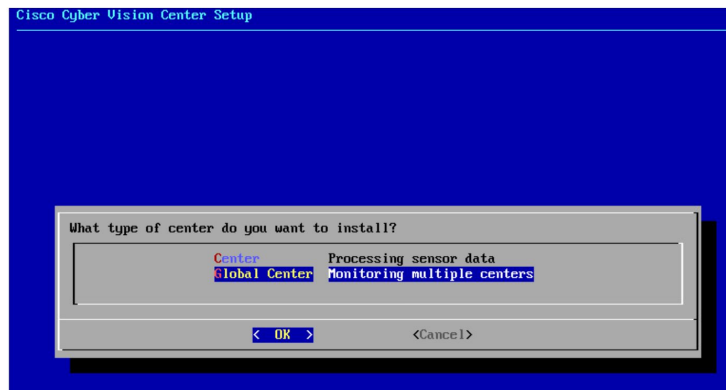 Cisco Cyber Vision Center Setup
What type of center do you want to install?
Center Processing sensor data
Global Center Monitoring multiple centers
< OK > <Cancel>